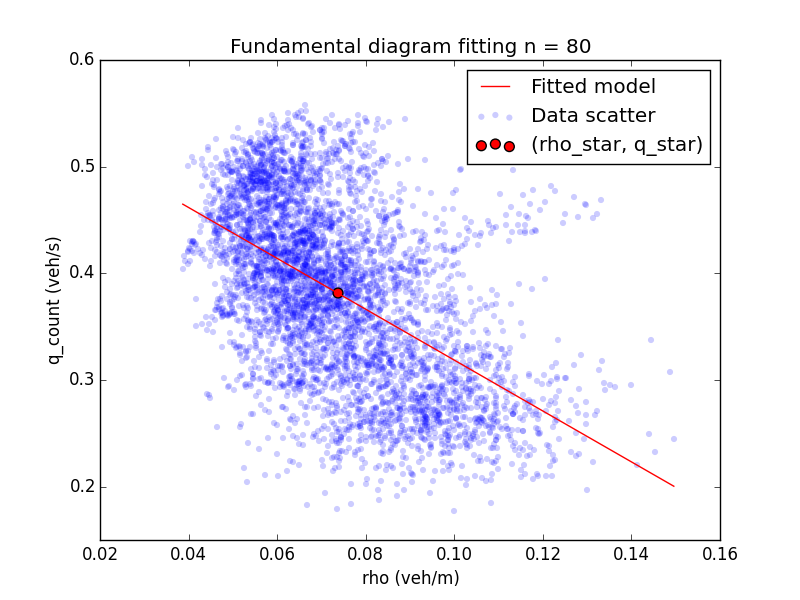 Fundamental diagram fitting n = 80
Fitted model
Data scatter
(rho_star, q_star)
q_count (veh/s)
0.6
0.5
0.4
0.3
0.2
0.02 0.04 0.06 0.08 0.10 0.12 0.14 0.16
rho (veh/m)